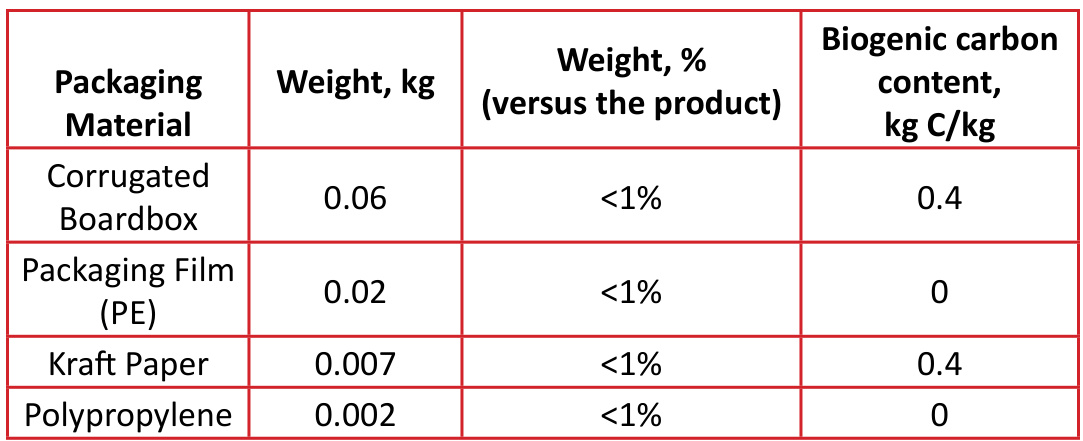 Packaging
Material
Weight, kg
Weight, %
(versus the product)
Biogenic carbon
content,
kg C/kg
Corrugated
Boardbox
0.06
<1%
0.4
Packaging Film
(PE)
0.02
<1%
0
Kraft Paper
0.007
<1%
0.4
Polypropylene
0.002
<1%
0